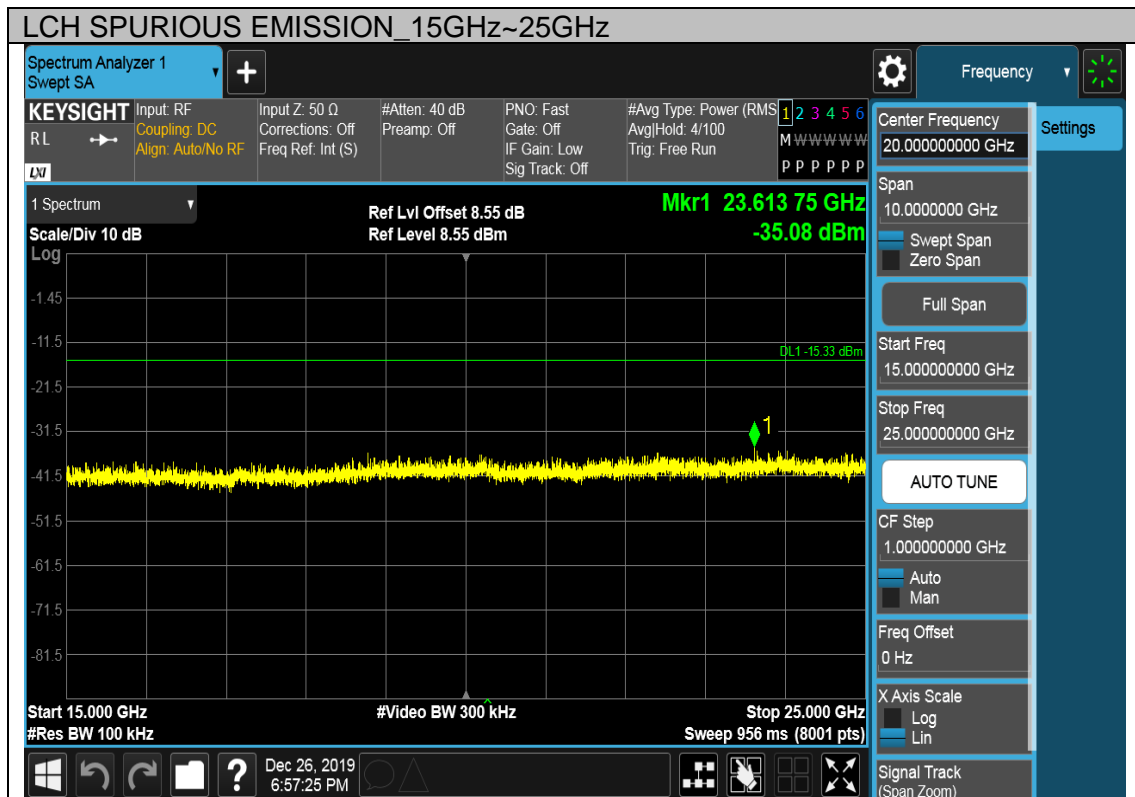 LCH SPURIOUS EMISSION_15GHz~25GHz
Spectrum Analyzer 1
Swept SA
+
Frequency
KEYSIGHT
RL
LXI
Input: RF
Coupling: DC
Align: Auto/No RF
Input Z: 50 Ω
Corrections: Off
Freq Ref: Int (S)
#Atten: 40 dB
Preamp: Off
PNO: Fast
Gate: Off
IF Gain: Low
Sig Track: Off
#Avg Type: Power (RMS
Avg|Hold: 4/100
Trig: Free Run
1 2 3 4 5 6
M W W W W W
P P P P P P
Center Frequency
20.000000000 GHz
Settings
Span
10.0000000 GHz
Swept Span
Zero Span
Full Span
Start Freq
15.000000000 GHz
Stop Freq
25.000000000 GHz
AUTO TUNE
CF Step
1.000000000 GHz
Auto
Man
Freq Offset
0 Hz
X Axis Scale
Log
Lin
Signal Track
(Span Zoom)
1 Spectrum
Scale/Div 10 dB
Log
Ref Lvl Offset 8.55 dB
Ref Level 8.55 dBm
Mkr1 23.613 75 GHz
-35.08 dBm
-1.45
-11.5
DL1 -15.33 dBm
-21.5
-31.5
1
-41.5
-51.5
-61.5
-71.5
-81.5
Start 15.000 GHz
#Res BW 100 kHz
#Video BW 300 kHz
Stop 25.000 GHz
Sweep 956 ms (8001 pts)
?
Dec 26, 2019
6:57:25 PM